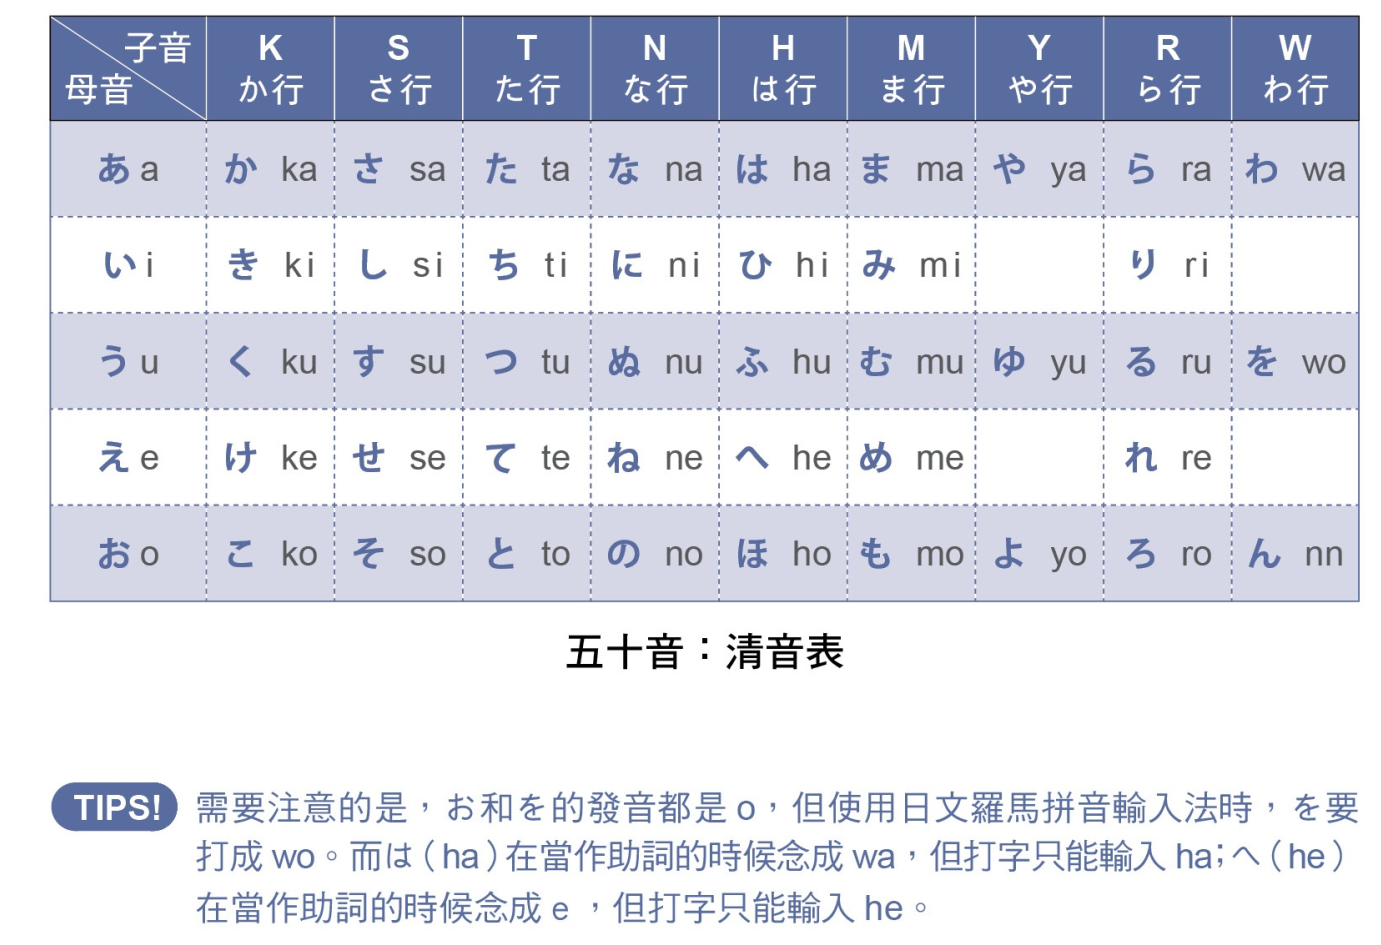 子音 K S T N H M Y R W
母音 か行 さ行 た行 な行 は行 ま行 や行 ら行 わ行
あ a か ka さ sa た ta な na は ha ま ma や ya ら ra わ wa
い i き ki し si ち ti に ni ひ hi み mi り ri
う u く ku す su つ tu ぬ nu ふ hu む mu ゆ yu る ru を wo
え e け ke せ se て te ね ne へ he め me れ re
お o こ ko そ so と to の no ほ ho も mo よ yo ろ ro ん nn
五十音：清音表
TIPS! 需要注意的是，お和を的發音都是 o，但使用日文羅馬拼音輸入法時，を要
打成 wo。而は（ha）在當作助詞的時候念成 wa，但打字只能輸入 ha；へ（he）
在當作助詞的時候念成 e ，但打字只能輸入 he。